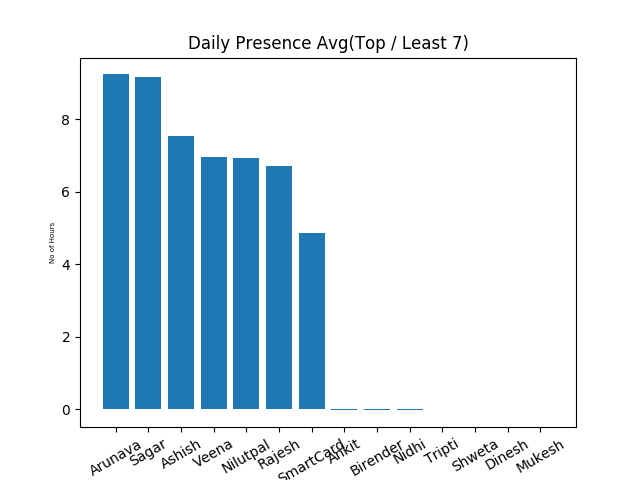 Daily Presence Avg(Top / Least 7)
No of Hours
8
6
4
2
0
Arunava
Sagar
Ashish
Veena
Nilutpal
Rajesh
SmartCard
Ankit
Birender
Nidhi
Tripti
Shweta
Dinesh
Mukesh